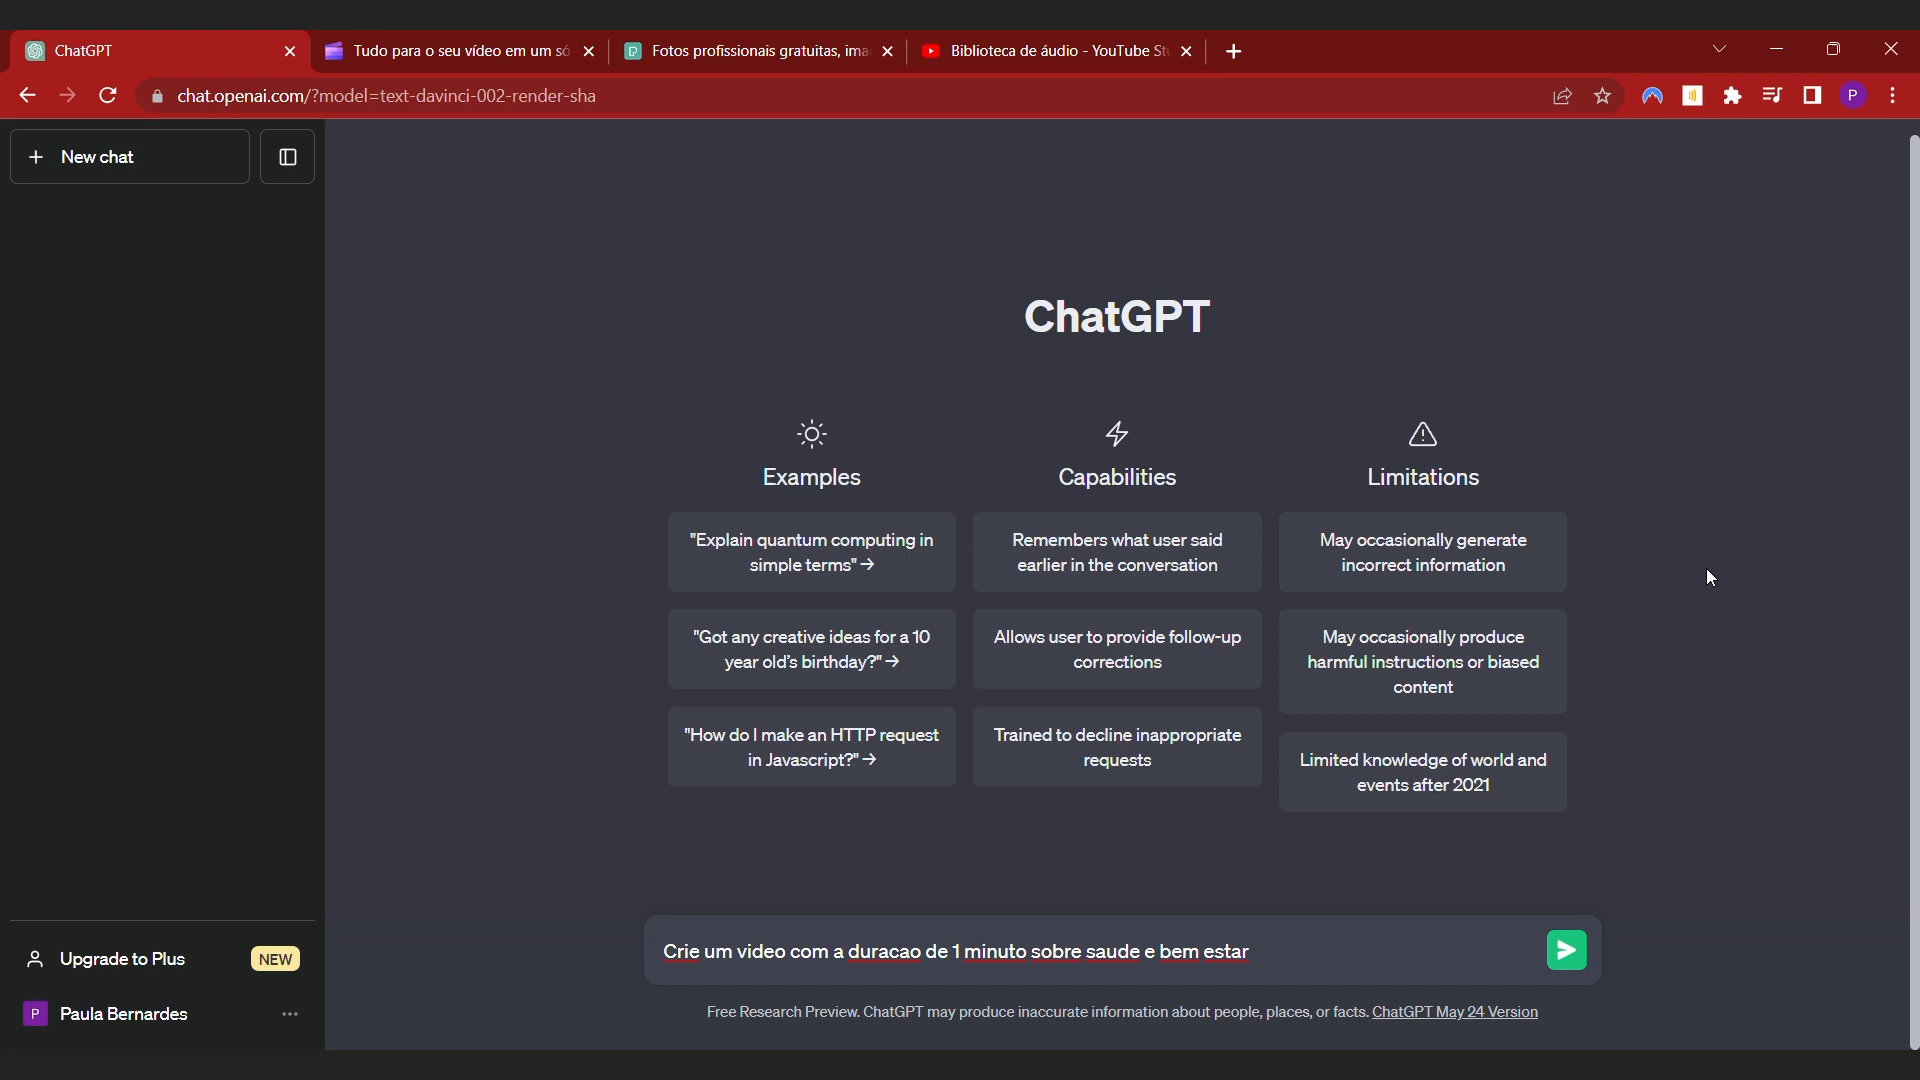 ChatGPT
Tudo para o seu vídeo em um só
Fotos profissionais gratuitas, ima
Biblioteca de áudio - YouTube St
chat.openai.com/?model=text-davinci-002-render-sha
P
New chat
ChatGPT
Examples
"Explain quantum computing in
simple terms" →
"Got any creative ideas for a 10
year old's birthday?" →
"How do I make an HTTP request
in Javascript?" →
Capabilities
Remembers what user said
earlier in the conversation
Allows user to provide follow-up
corrections
Trained to decline inappropriate
requests
Limitations
May occasionally generate
incorrect information
May occasionally produce
harmful instructions or biased
content
Limited knowledge of world and
events after 2021
Upgrade to Plus
NEW
P
Paula Bernardes
Crie um video com a duracao de 1 minuto sobre saude e bem estar
Free Research Preview. ChatGPT may produce inaccurate information about people, places, or facts. ChatGPT May 24 Version